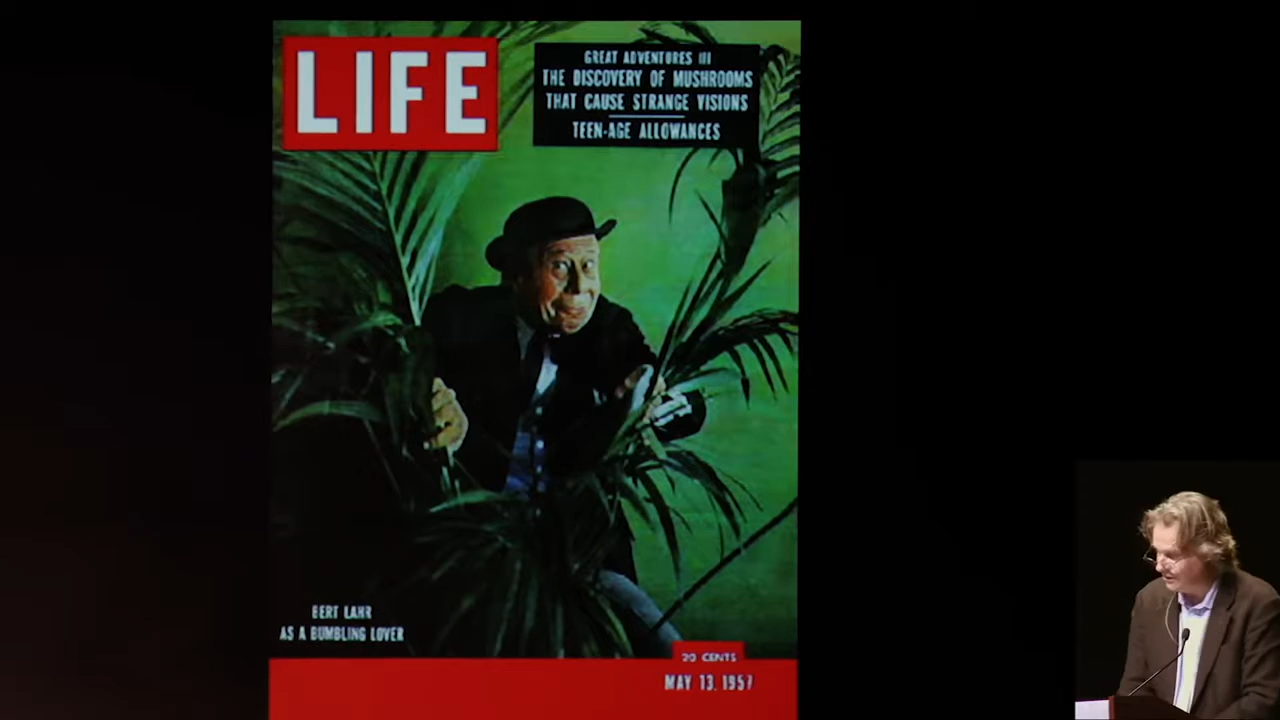 LIFE
GREAT ADVENTURES III
THE DISCOVERY OF MUSHROOMS
THAT CAUSE STRANGE VISIONS
TEEN-AGE ALLOWANCES
BERT LAHR
AS A BUMBLING LOVER
20 CENTS
MAY 13, 1957